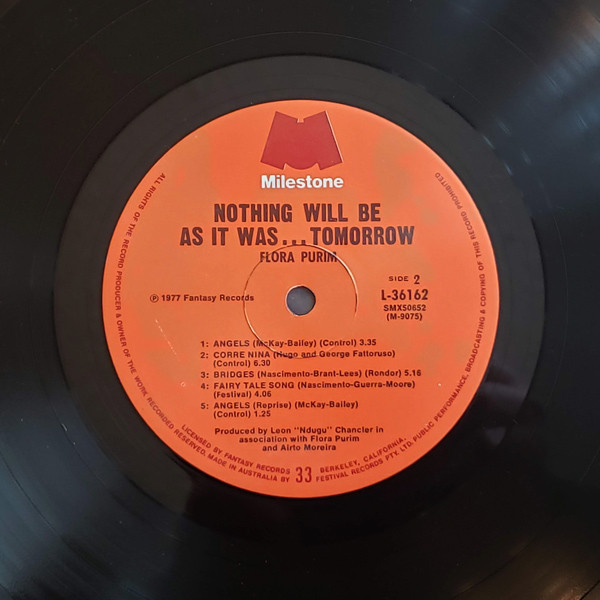 Milestone
NOTHING WILL BE
AS IT WAS...TOMORROW
FLORA PURIM
SIDE 2
℗ 1977 Fantasy Records
L-36162
SMX50652
(M-9075)
1: ANGELS (McKay-Bailey) (Control) 3.35
2: CORRE NINA (Hugo and George Fattoruso)
(Control) 6.30
3: BRIDGES (Nascimento-Brant-Lees) (Rondor) 5.16
4: FAIRY TALE SONG (Nascimento-Guerra-Moore)
(Festival) 4.06
5: ANGELS (Reprise) (McKay-Bailey)
(Control) 1.25
Produced by Leon "Ndugu" Chancler in
association with Flora Purim
and Airto Moreira
33
ALL RIGHTS OF THE RECORD PRODUCER & OWNER OF THE WORK RECORDED RESERVED. MADE IN AUSTRALIA BY FESTIVAL RECORDS PTY. LTD. PUBLIC PERFORMANCE, BROADCASTING & COPYING OF THIS RECORD PROHIBITED
LICENSED BY FANTASY RECORDS BERKELEY, CALIFORNIA.